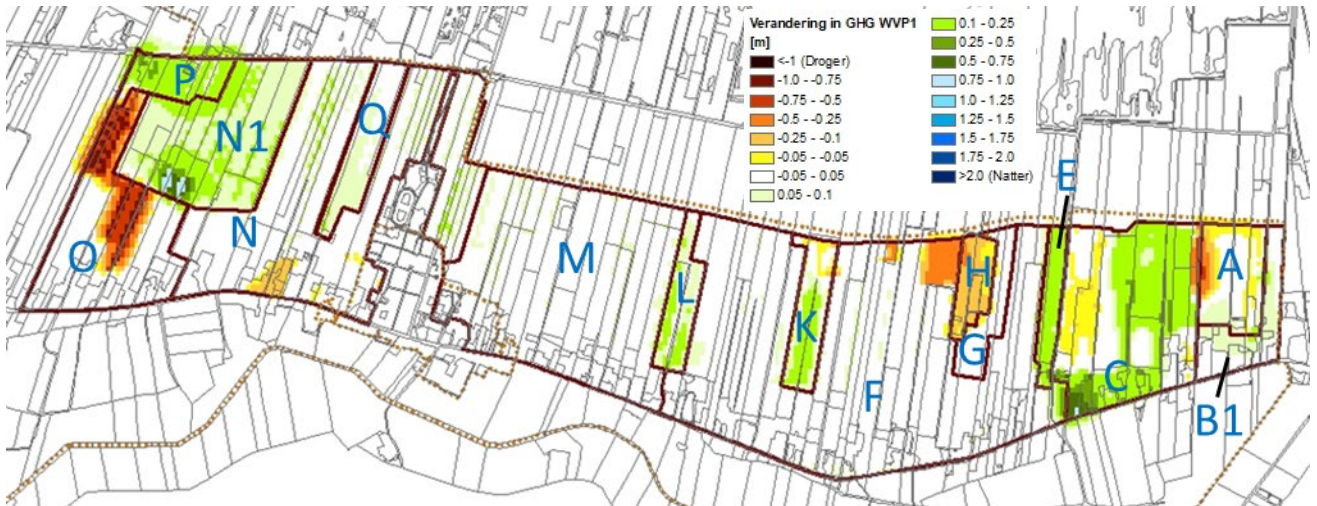 Verandering in GHG WVP1
[m]
<-1 (Droger)
-1.0 - -0.75
-0.75 - -0.5
-0.5 - -0.25
-0.25 - -0.1
-0.05 - -0.05
-0.05 - 0.05
0.05 - 0.1
0.1 - 0.25
0.25 - 0.5
0.5 - 0.75
0.75 - 1.0
1.0 - 1.25
1.25 - 1.5
1.5 - 1.75
1.75 - 2.0
>2.0 (Natter)
P
N1
Q
E
O
N
M
L
K
F
H
G
C
A
B1